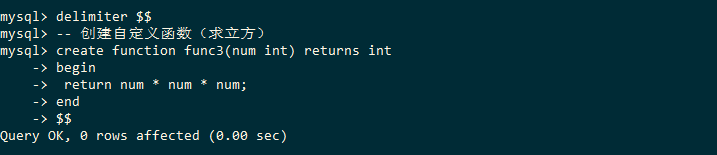 mysql> delimiter $$
mysql> -- 创建自定义函数（求立方）
mysql> create function func3(num int) returns int
    -> begin
    ->  return num * num * num;
    -> end
    -> $$
Query OK, 0 rows affected (0.00 sec)